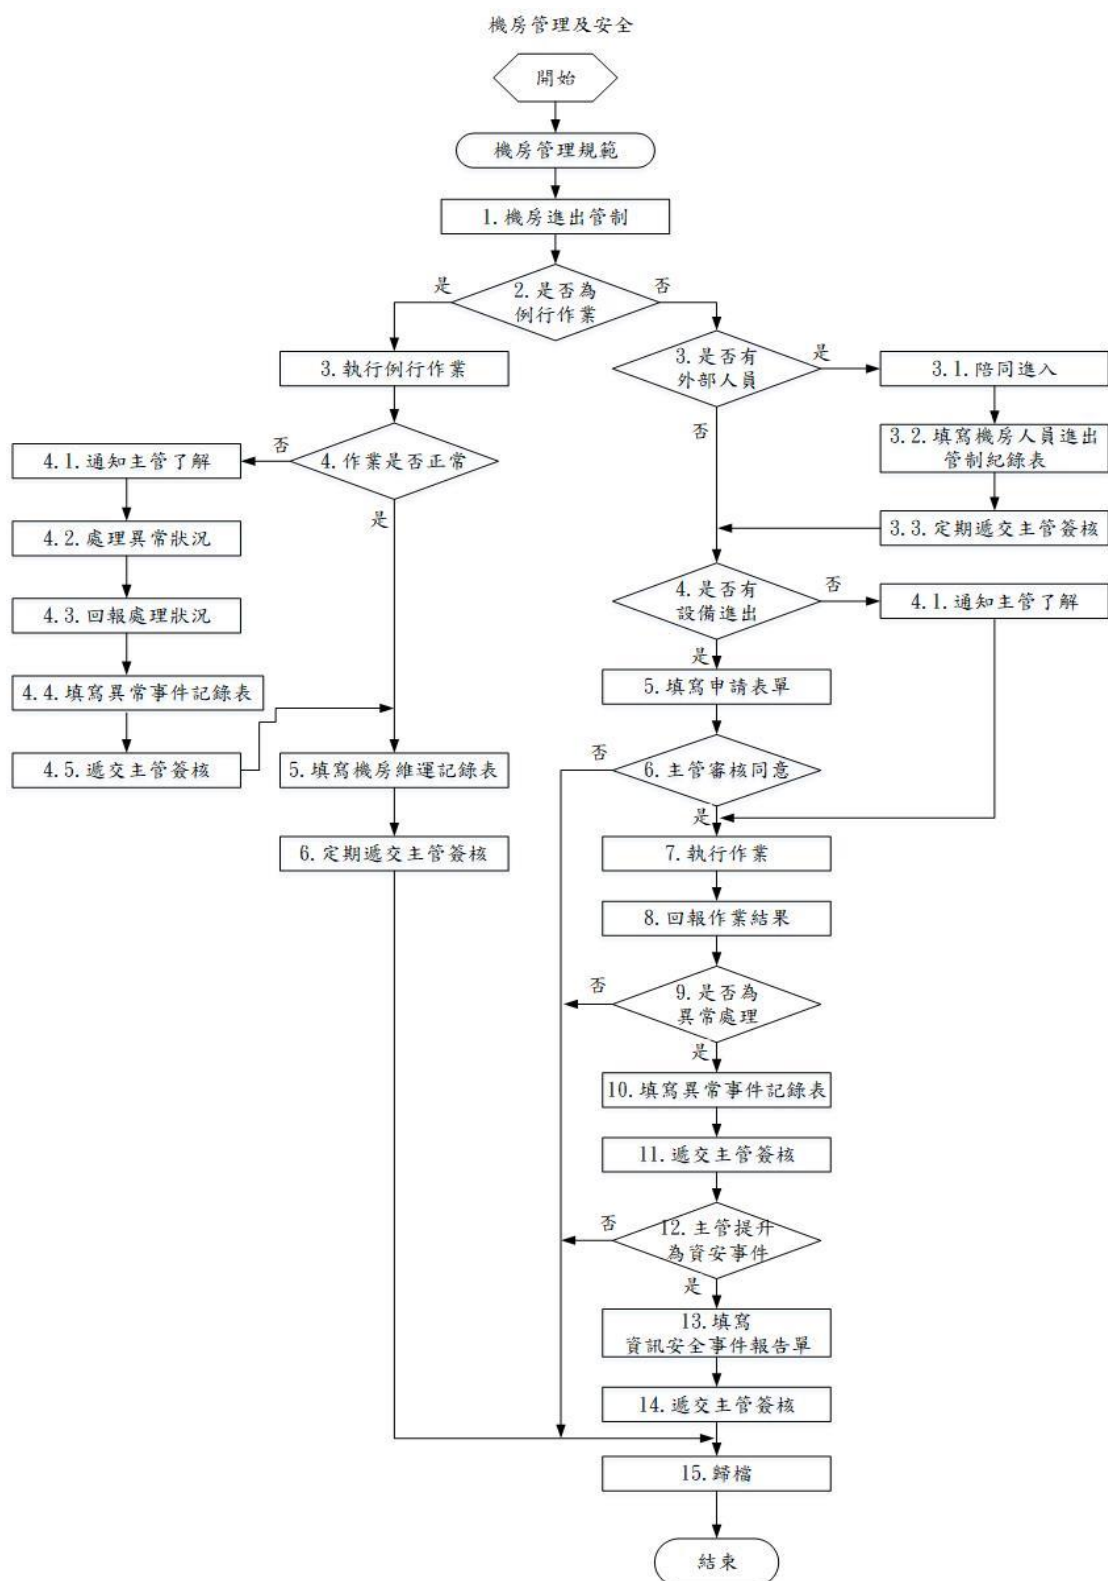 機房管理及安全
開始
機房管理規範
1.機房進出管制
是
否
2.是否為
例行作業
3.執行例行作業
3.是否有
外部人員
是
3.1.陪同進入
否
3.2.填寫機房人員進出
管制紀錄表
否
4.1.通知主管了解
4.作業是否正常
是
4.2.處理異常狀況
3.3.定期遞交主管簽核
4.是否有
設備進出
否
4.1.通知主管了解
4.3.回報處理狀況
是
4.4.填寫異常事件記錄表
5.填寫申請表單
4.5.遞交主管簽核
5.填寫機房維運記錄表
否
6.主管審核同意
是
6.定期遞交主管簽核
7.執行作業
8.回報作業結果
否
9.是否為
異常處理
是
10.填寫異常事件記錄表
11.遞交主管簽核
否
12.主管提升
為資安事件
是
13.填寫
資訊安全事件報告單
14.遞交主管簽核
15.歸檔
結束